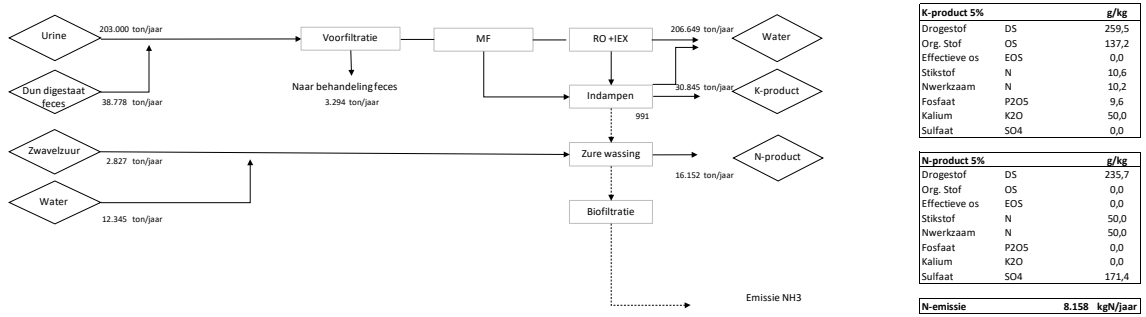 Urine
203.000 ton/jaar
Voorfiltratie
MF
RO +IEX
206.649 ton/jaar
Water
Dun digestaat
feces
38.778 ton/jaar
Naar behandeling feces
3.294 ton/jaar
Indampen
30.845 ton/jaar
K-product
991
Zwavelzuur
2.827 ton/jaar
Zure wassing
N-product
16.152 ton/jaar
Water
12.345 ton/jaar
Biofiltratie
Emissie NH3
K-product 5% g/kg
Drogestof DS 259,5
Org. Stof OS 137,2
Effectieve os EOS 0,0
Stikstof N 10,6
Nwerkzaam N 10,2
Fosfaat P2O5 9,6
Kalium K2O 50,0
Sulfaat SO4 0,0
N-product 5% g/kg
Drogestof DS 235,7
Org. Stof OS 0,0
Effectieve os EOS 0,0
Stikstof N 50,0
Nwerkzaam N 50,0
Fosfaat P2O5 0,0
Kalium K2O 0,0
Sulfaat SO4 171,4
N-emissie 8.158 kgN/jaar